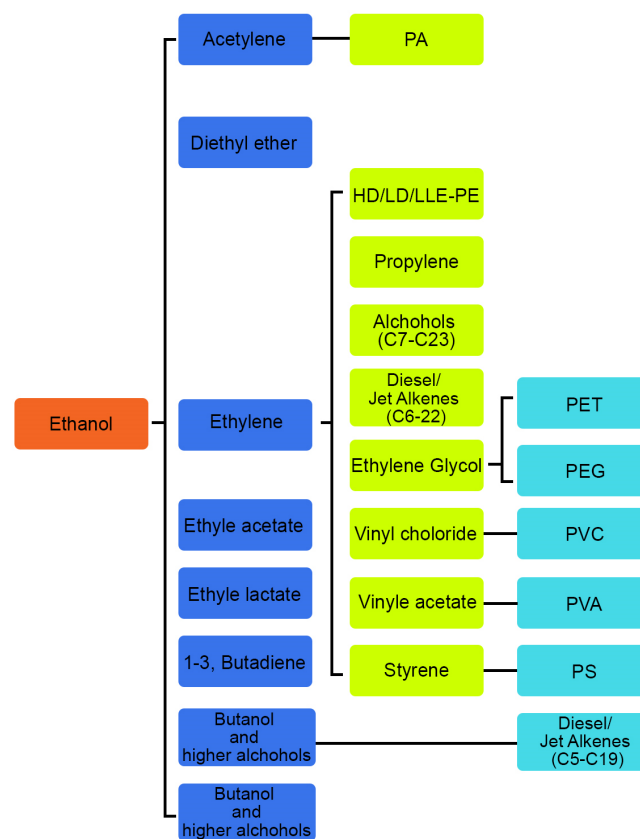 Acetylene
PA
Diethyl ether
HD/LD/LLE-PE
Propylene
Alchohols
(C7-C23)
Diesel/
Jet Alkenes
(C6-22)
Ethanol
Ethylene
PET
Ethylene Glycol
PEG
Ethyle acetate
Vinyl choloride
PVC
Ethyle lactate
Vinyle acetate
PVA
1-3, Butadiene
Styrene
PS
Butanol
and
higher alchohols
Diesel/
Jet Alkenes
(C5-C19)
Butanol
and
higher alchohols